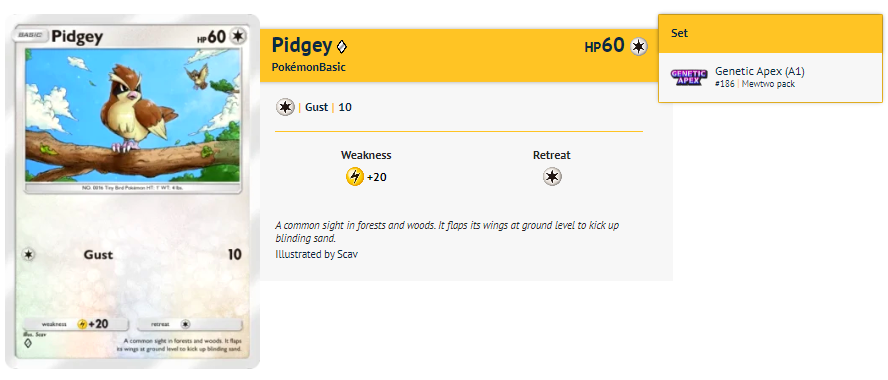 BASIC Pidgey HP60
NO. 0016 Tiny Bird Pokémon HT: 1' WT: 4 lbs.
Gust 10
weakness +20 retreat
Illus. Scav
A common sight in forests and woods. It flaps
its wings at ground level to kick up blinding sand.
Pidgey HP60
PokémonBasic
| Gust | 10
Weakness Retreat
+20
A common sight in forests and woods. It flaps its wings at ground level to kick up
blinding sand.
Illustrated by Scav
Set
GENETIC
APEX
Genetic Apex (A1)
#186 | Mewtwo pack